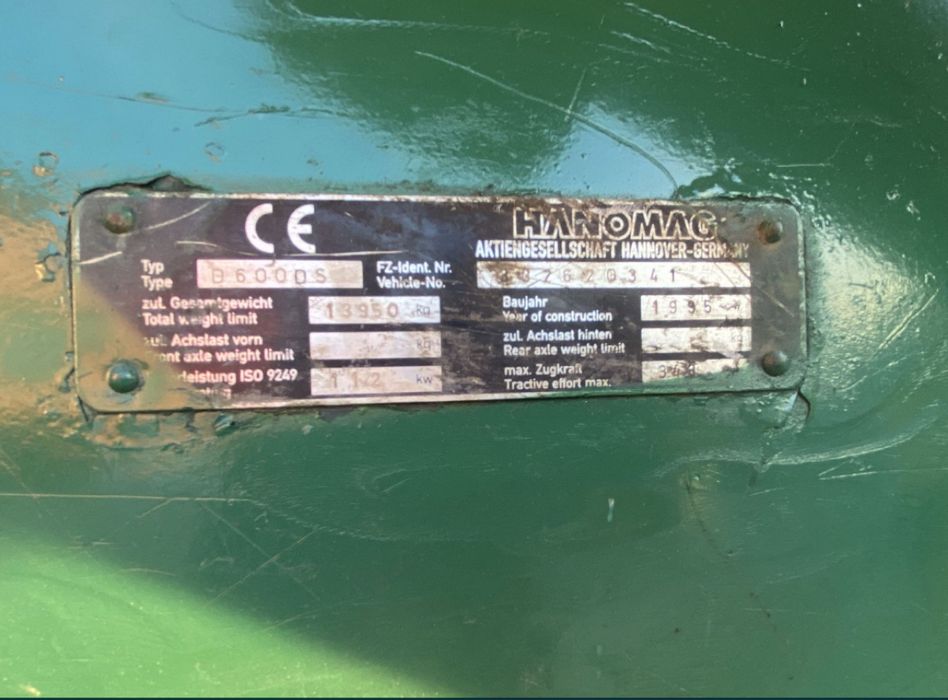 CE
HANOMAG
AKTIENGESELLSCHAFT HANNOVER-GERMANY
Typ
Type
D600DS
FZ-Ident. Nr.
Vehicle-No.
2620341
zul. Gesamtgewicht
Total weight limit
13950 kg
Baujahr
Year of construction
1995
zul. Achslast vorn
Front axle weight limit
kg
zul. Achslast hinten
Rear axle weight limit
leistung ISO 9249
112 kw
max. Zugkraft
Tractive effort max.